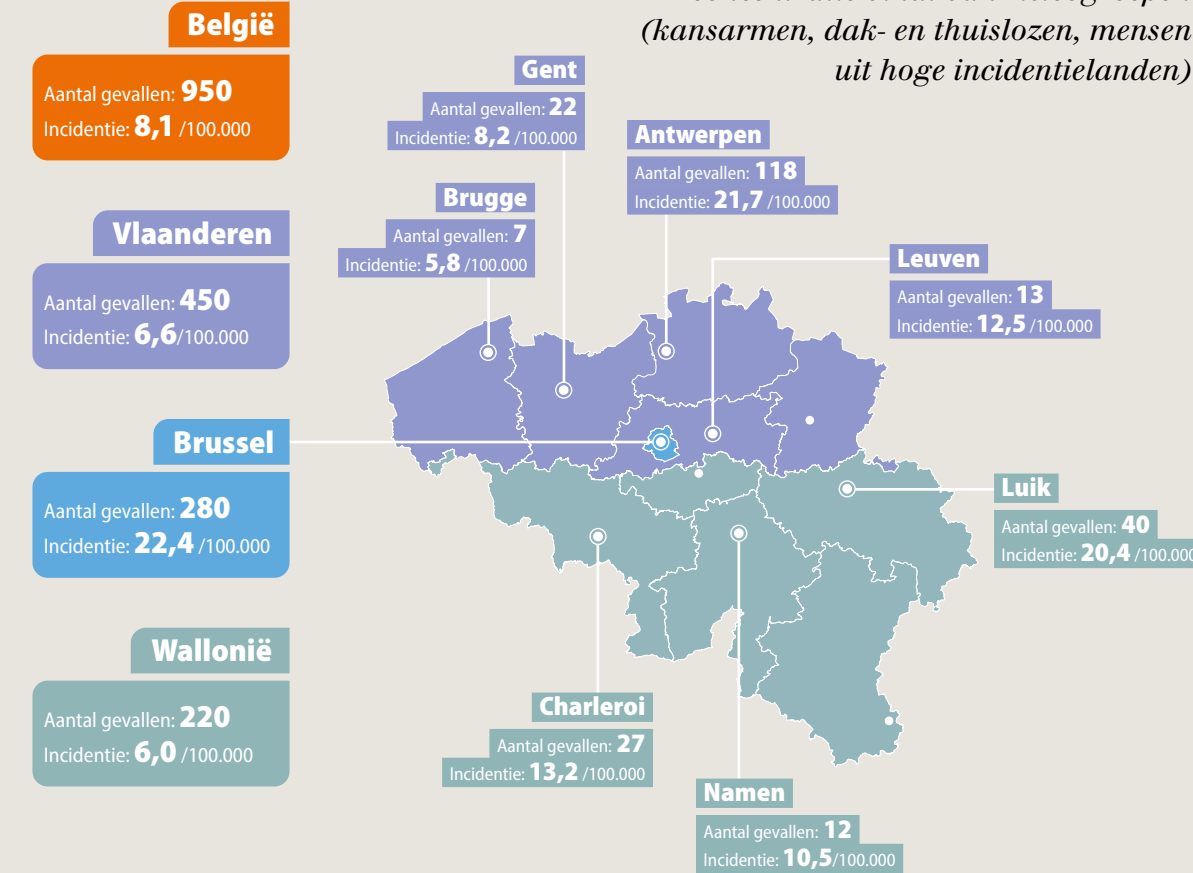 (kansarmen, dak- en thuislozen, mensen
uit hoge incidentielanden)
België
Aantal gevallen: 950
Incidentie: 8,1 /100.000
Vlaanderen
Aantal gevallen: 450
Incidentie: 6,6/100.000
Brussel
Aantal gevallen: 280
Incidentie: 22,4 /100.000
Wallonië
Aantal gevallen: 220
Incidentie: 6,0 /100.000
Gent
Aantal gevallen: 22
Incidentie: 8,2 /100.000
Brugge
Aantal gevallen: 7
Incidentie: 5,8 /100.000
Antwerpen
Aantal gevallen: 118
Incidentie: 21,7 /100.000
Leuven
Aantal gevallen: 13
Incidentie: 12,5 /100.000
Luik
Aantal gevallen: 40
Incidentie: 20,4 /100.000
Charleroi
Aantal gevallen: 27
Incidentie: 13,2 /100.000
Namen
Aantal gevallen: 12
Incidentie: 10,5/100.000